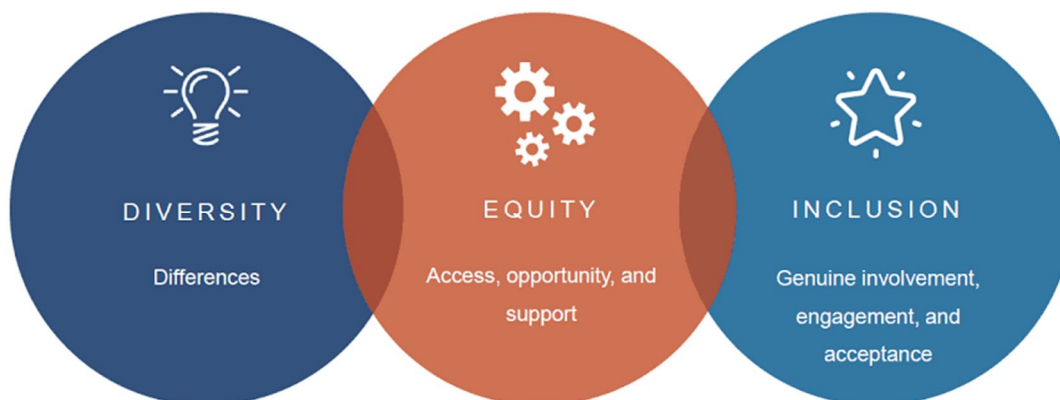 DIVERSITY
Differences
EQUITY
Access, opportunity, and
support
INCLUSION
Genuine involvement,
engagement, and
acceptance